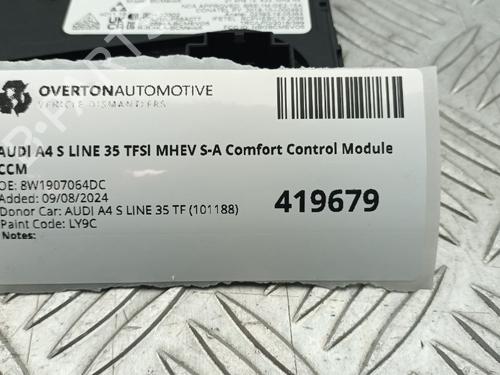 OVERTONAUTOMOTIVE
VEHICLE DISMANTLERS
AUDI A4 S LINE 35 TFSI MHEV S-A Comfort Control Module
CCM
OE: 8W1907064DC
Added: 09/08/2024
Donor Car: AUDI A4 S LINE 35 TF (101188)
Paint Code: LY9C
Notes:
419679